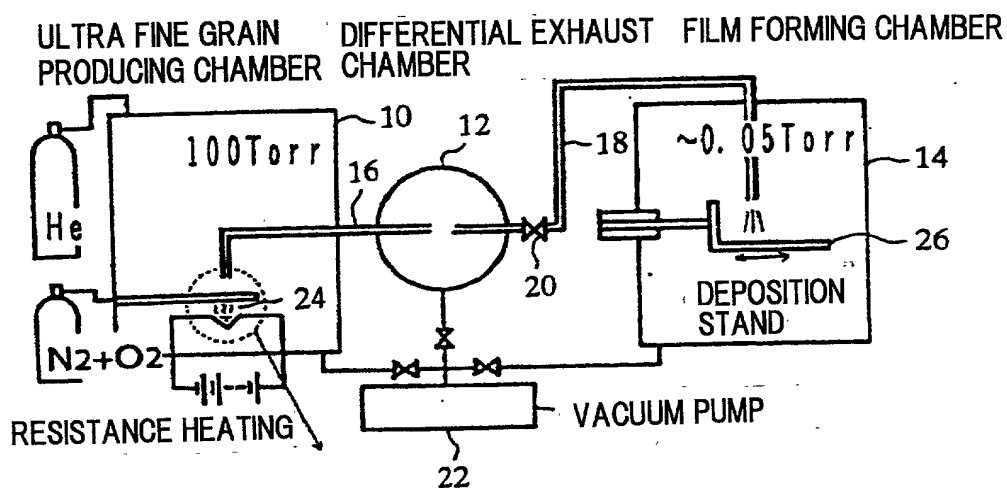 ULTRA FINE GRAIN
PRODUCING CHAMBER
DIFFERENTIAL EXHAUST
CHAMBER
FILM FORMING CHAMBER
10
12
18
14
100Torr
~0.05Torr
16
He
20
26
24
DEPOSITION
STAND
N2+O2
RESISTANCE HEATING
VACUUM PUMP
22